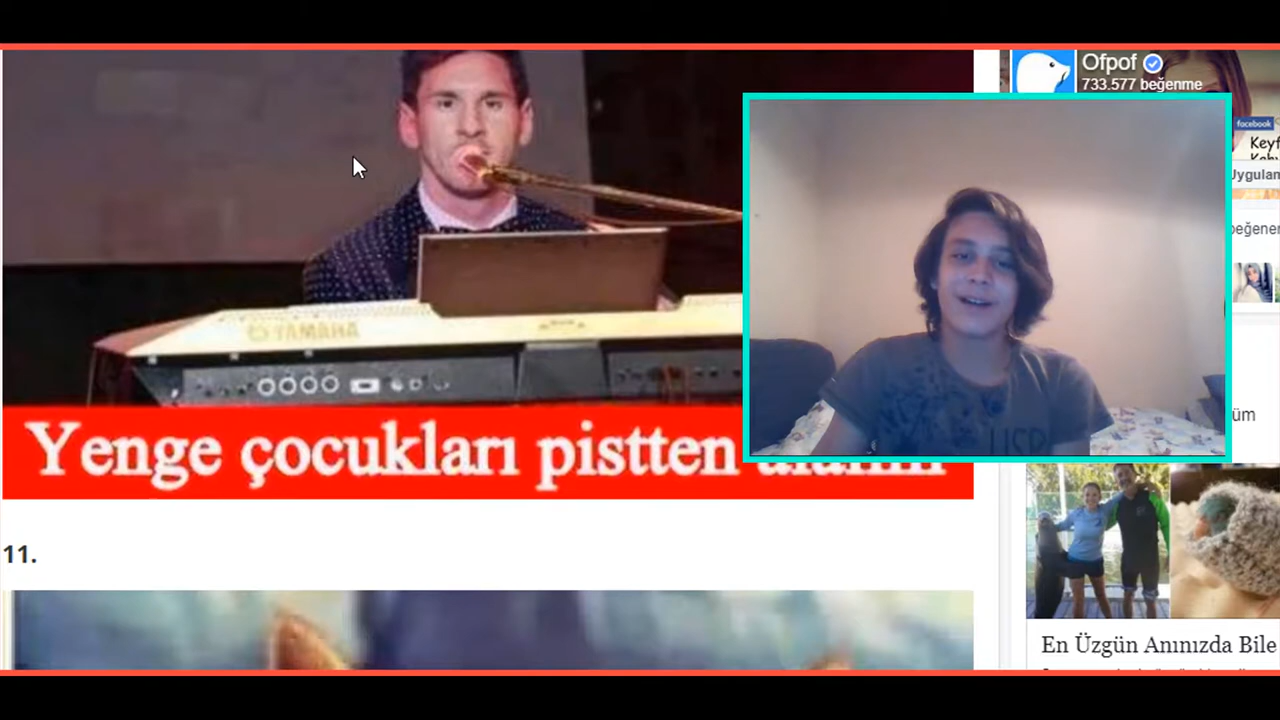 Ofpof
733.577 beğenme
facebook
Keyf
Uygulan
beğener
YAMAHA
Yenge çocukları pistten
11.
üm
En Üzgün Anınızda Bile